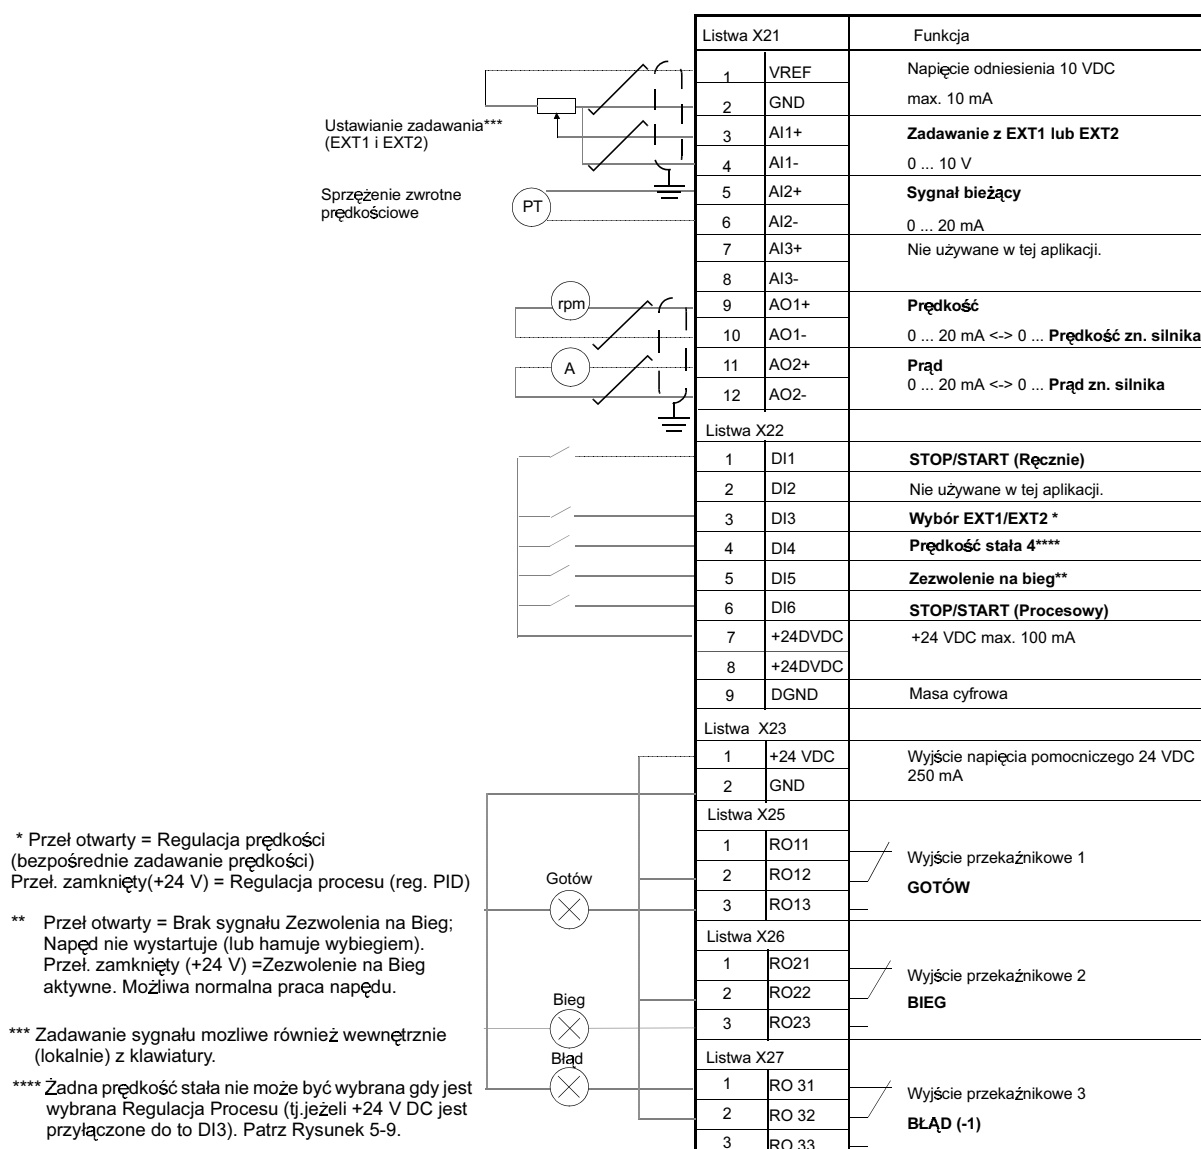 Listwa X21 Funkcja
1 VREF Napięcie odniesienia 10 VDC
2 GND max. 10 mA
Ustawianie zadawania***
(EXT1 i EXT2)
3 AI1+ Zadawanie z EXT1 lub EXT2
4 AI1- 0 ... 10 V
Sprzężenie zwrotne
prędkościowe
PT
5 AI2+ Sygnał bieżący
6 AI2- 0 ... 20 mA
7 AI3+ Nie używane w tej aplikacji.
8 AI3-
rpm
9 AO1+ Prędkość
10 AO1- 0 ... 20 mA <-> 0 ... Prędkość zn. silnika
A
11 AO2+ Prąd
12 AO2- 0 ... 20 mA <-> 0 ... Prąd zn. silnika
Listwa X22
1 DI1 STOP/START (Ręcznie)
2 DI2 Nie używane w tej aplikacji.
3 DI3 Wybór EXT1/EXT2 *
4 DI4 Prędkość stała 4****
5 DI5 Zezwolenie na bieg**
6 DI6 STOP/START (Procesowy)
7 +24DVDC +24 VDC max. 100 mA
8 +24DVDC
9 DGND Masa cyfrowa
Listwa X23
1 +24 VDC Wyjście napięcia pomocniczego 24 VDC
250 mA
2 GND
Listwa X25
1 RO11 Wyjście przekaźnikowe 1
2 RO12 GOTÓW
3 RO13
Gotów
Listwa X26
1 RO21 Wyjście przekaźnikowe 2
2 RO22 BIEG
3 RO23
Bieg
Błąd
Listwa X27
1 RO 31 Wyjście przekaźnikowe 3
2 RO 32 BŁĄD (-1)
3 RO 33
* Przeł otwarty = Regulacja prędkości
(bezpośrednie zadawanie prędkości)
Przeł. zamknięty(+24 V) = Regulacja procesu (reg. PID)
** Przeł otwarty = Brak sygnału Zezwolenia na Bieg;
Napęd nie wystartuje (lub hamuje wybiegiem).
Przeł. zamknięty (+24 V) =Zezwolenie na Bieg
aktywne. Możliwa normalna praca napędu.
*** Zadawanie sygnału mozliwe również wewnętrznie
(lokalnie) z klawiatury.
**** Żadna prędkość stała nie może być wybrana gdy jest
wybrana Regulacja Procesu (tj.jeżeli +24 V DC jest
przyłączone do to DI3). Patrz Rysunek 5-9.